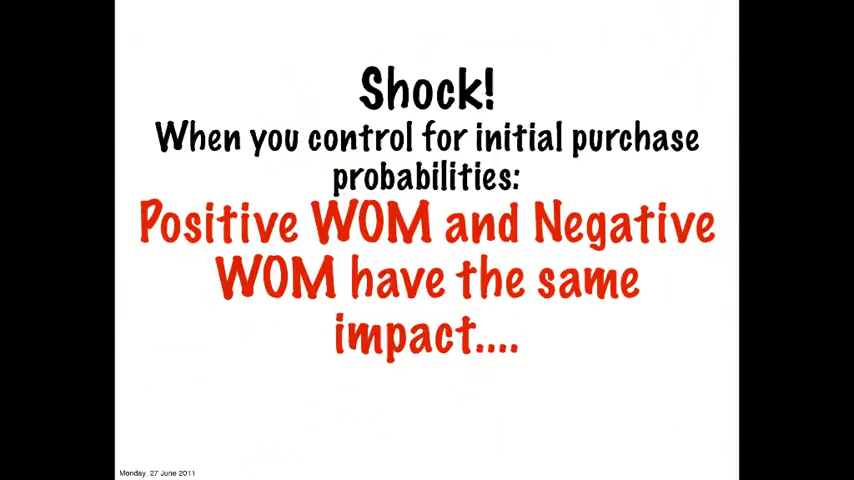 Shock!
When you control for initial purchase
probabilities:
Positive WOM and Negative
WOM have the same
impact....
Monday, 27 June 2011